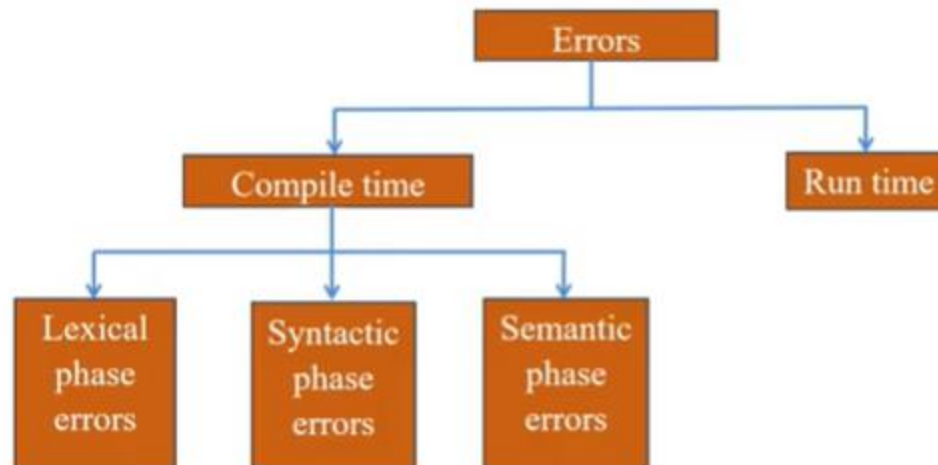 Errors
Compile time
Run time
Lexical
phase
errors
Syntactic
phase
errors
Semantic
phase
errors